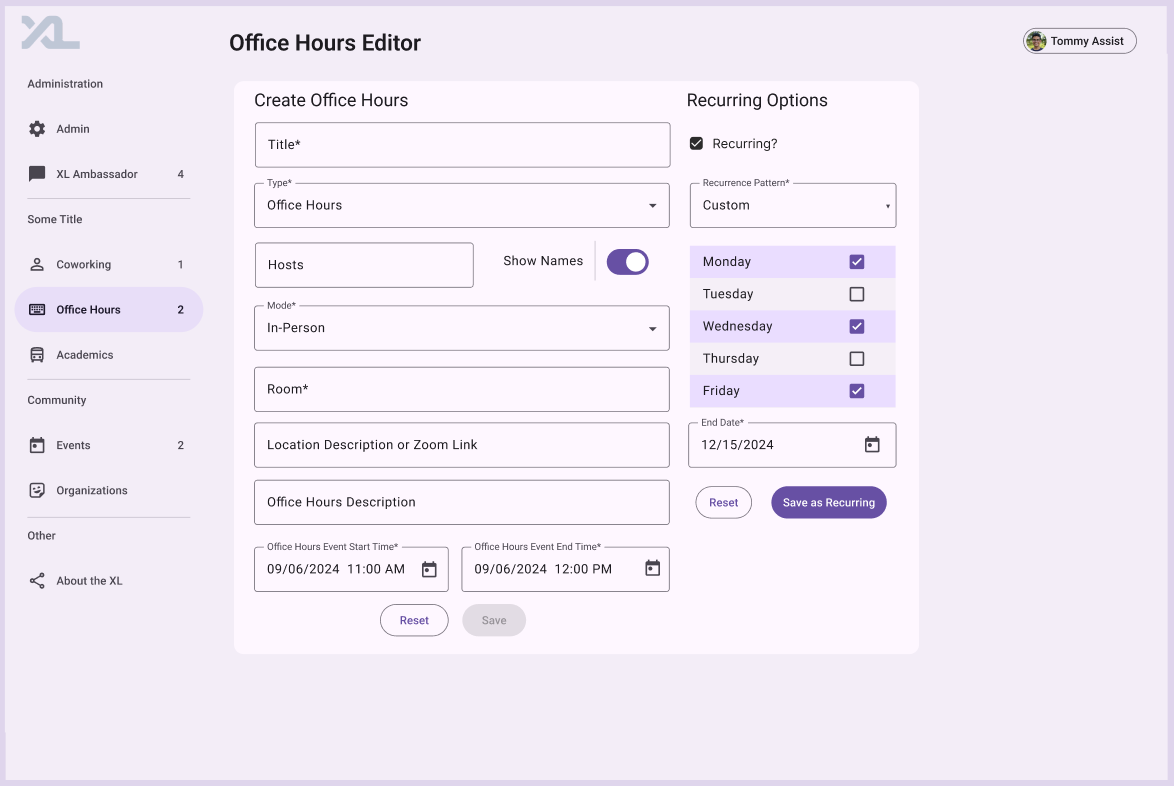 XL
Office Hours Editor
Tommy Assist
Administration
Admin
XL Ambassador 4
Some Title
Coworking 1
Office Hours 2
Academics
Community
Events 2
Organizations
Other
About the XL
Create Office Hours
Title*
Type*
Office Hours
Hosts
Show Names
Mode*
In-Person
Room*
Location Description or Zoom Link
Office Hours Description
Office Hours Event Start Time*
09/06/2024 11:00 AM
Office Hours Event End Time*
09/06/2024 12:00 PM
Reset
Save
Recurring Options
Recurring?
Recurrence Pattern*
Custom
Monday
Tuesday
Wednesday
Thursday
Friday
End Date*
12/15/2024
Reset
Save as Recurring